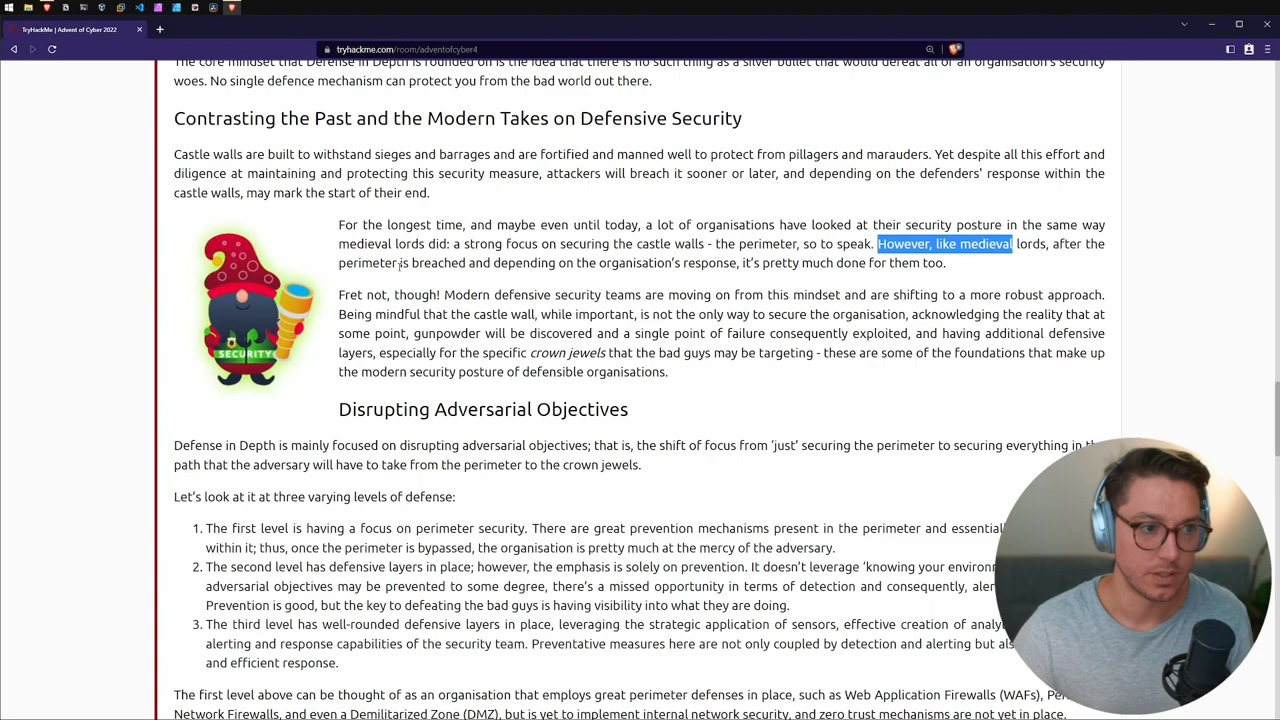 TryHackMe | Advent of Cyber 2022
tryhackme.com/room/adventofcyber4
The core mindset that Defense in Depth is founded on is the idea that there is no such thing as a silver bullet that would defeat all of an organisation's security
woes. No single defence mechanism can protect you from the bad world out there.
Contrasting the Past and the Modern Takes on Defensive Security
Castle walls are built to withstand sieges and barrages and are fortified and manned well to protect from pillagers and marauders. Yet despite all this effort and
diligence at maintaining and protecting this security measure, attackers will breach it sooner or later, and depending on the defenders' response within the
castle walls, may mark the start of their end.
For the longest time, and maybe even until today, a lot of organisations have looked at their security posture in the same way
medieval lords did: a strong focus on securing the castle walls - the perimeter, so to speak. However, like medieval lords, after the
perimeter is breached and depending on the organisation's response, it's pretty much done for them too.
SECURITY
Fret not, though! Modern defensive security teams are moving on from this mindset and are shifting to a more robust approach.
Being mindful that the castle wall, while important, is not the only way to secure the organisation, acknowledging the reality that at
some point, gunpowder will be discovered and a single point of failure consequently exploited, and having additional defensive
layers, especially for the specific crown jewels that the bad guys may be targeting - these are some of the foundations that make up
the modern security posture of defensible organisations.
Disrupting Adversarial Objectives
Defense in Depth is mainly focused on disrupting adversarial objectives; that is, the shift of focus from ‘just’ securing the perimeter to securing everything in the
path that the adversary will have to take from the perimeter to the crown jewels.
Let’s look at it at three varying levels of defense:
1. The first level is having a focus on perimeter security. There are great prevention mechanisms present in the perimeter and
within it; thus, once the perimeter is bypassed, the organisation is pretty much at the mercy of the adversary.
2. The second level has defensive layers in place; however, the emphasis is solely on prevention. It doesn’t leverage ‘knowing your
adversarial objectives may be prevented to some degree, there’s a missed opportunity in terms of detection and consequently,
Prevention is good, but the key to defeating the bad guys is having visibility into what they are doing.
3. The third level has well-rounded defensive layers in place, leveraging the strategic application of sensors, effective creation of
alerting and response capabilities of the security team. Preventative measures here are not only coupled by detection and alerting but
and efficient response.
The first level above can be thought of as an organisation that employs great perimeter defenses in place, such as Web Application Firewalls (WAFs),
Network Firewalls, and even a Demilitarized Zone (DMZ), but is yet to implement internal network security, and zero trust mechanisms are not yet in place.